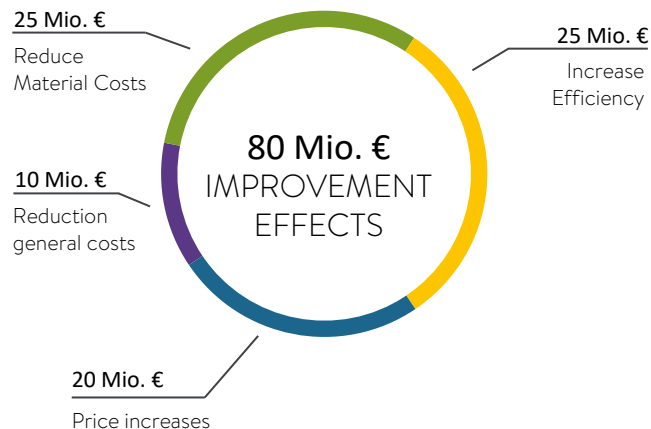 25 Mio. €
Reduce
Material Costs
25 Mio. €
Increase
Efficiency
80 Mio. €
IMPROVEMENT
EFFECTS
10 Mio. €
Reduction
general costs
20 Mio. €
Price increases